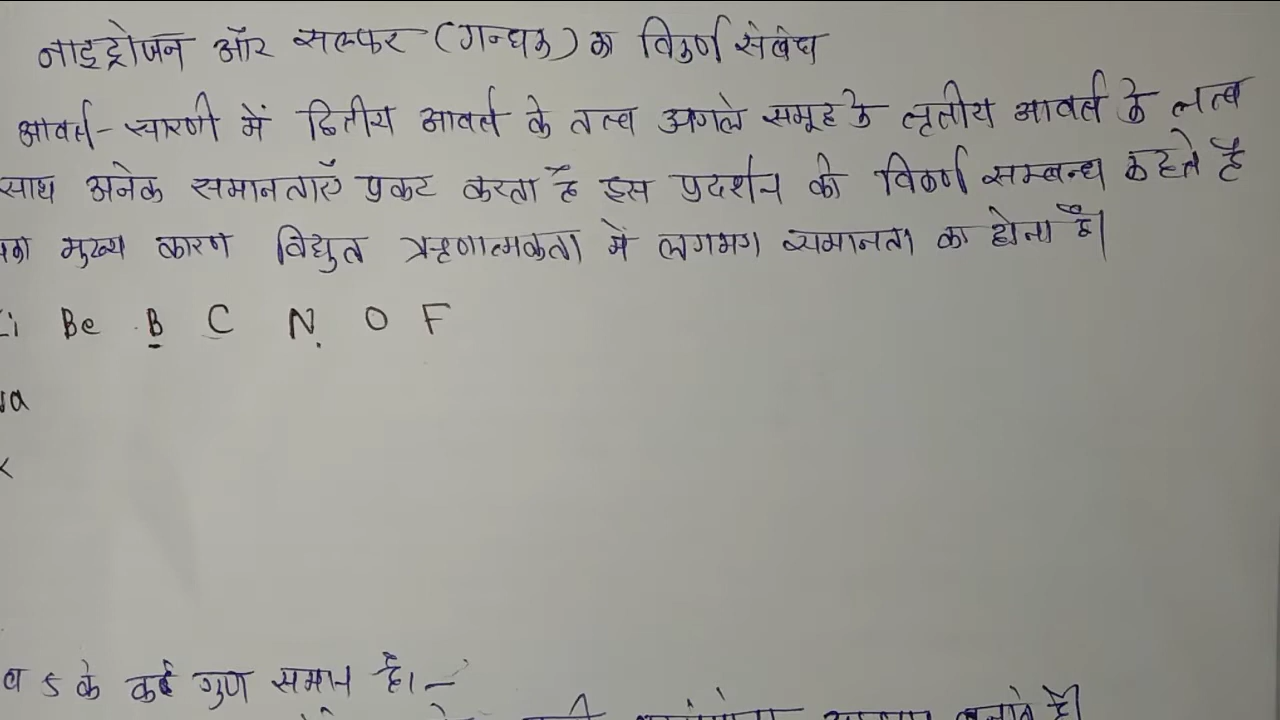 नाइट्रोजन और सल्फर (गन्धक) का विकर्ण संबंध
आवर्त-सारणी में द्वितीय आवर्त के तत्व अगले समूह के तृतीय आवर्त के तत्व
साथ अनेक समानताएँ प्रकट करता है इस प्रदर्शन को विकर्ण सम्बन्ध कहते है
मुख्य कारण विद्युत ऋणात्मकता में लगभग समानता का होना है।
Be B C N O F
a
व S के कई गुण समान है।-
बनाते है।